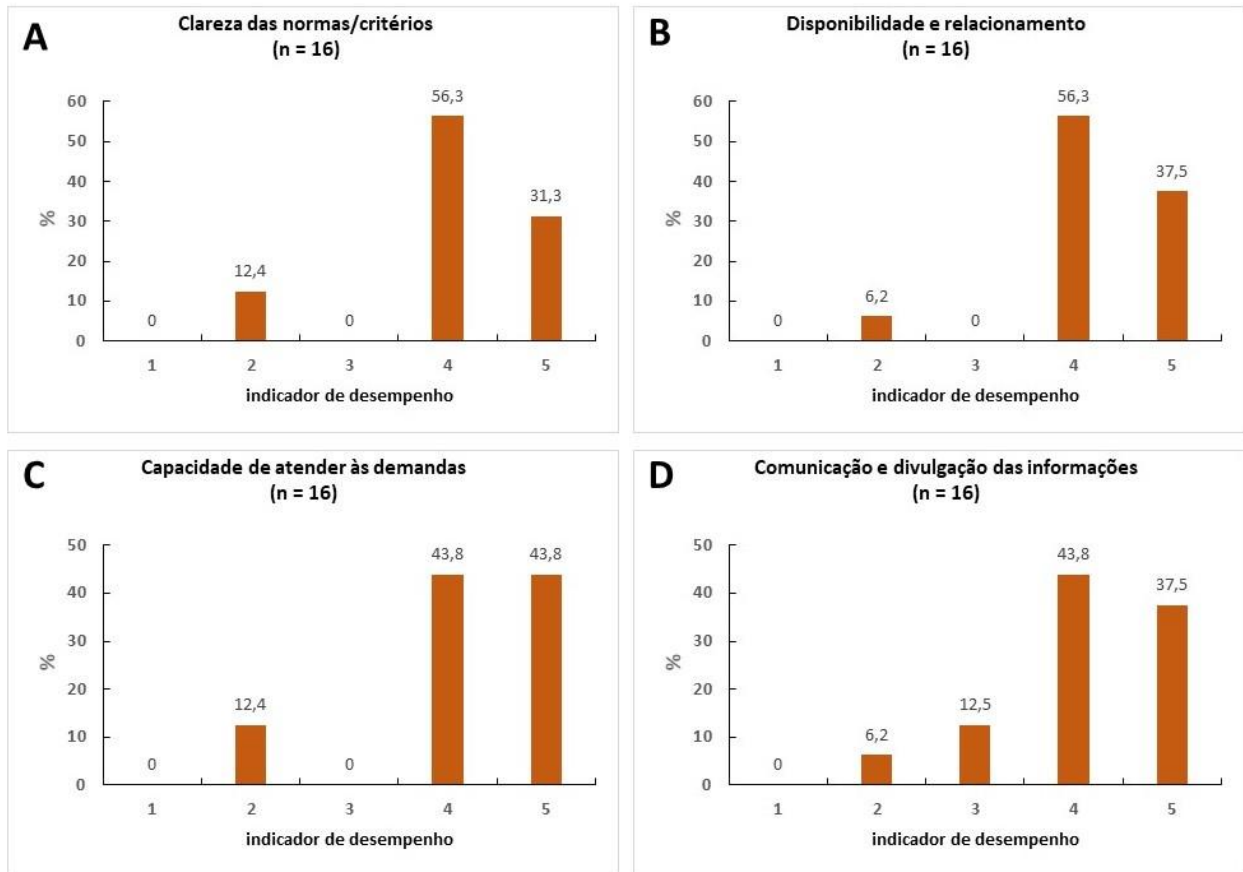 A
Clareza das normas/critérios
(n = 16)
60
50
40
30
20
10
0
%
0
12,4
0
56,3
31,3
1 2 3 4 5
indicador de desempenho
B
Disponibilidade e relacionamento
(n = 16)
60
50
40
30
20
10
0
%
0
6,2
0
56,3
37,5
1 2 3 4 5
indicador de desempenho
C
Capacidade de atender às demandas
(n = 16)
50
40
30
20
10
0
%
0
12,4
0
43,8
43,8
1 2 3 4 5
indicador de desempenho
D
Comunicação e divulgação das informações
(n = 16)
50
40
30
20
10
0
%
0
6,2
12,5
43,8
37,5
1 2 3 4 5
indicador de desempenho